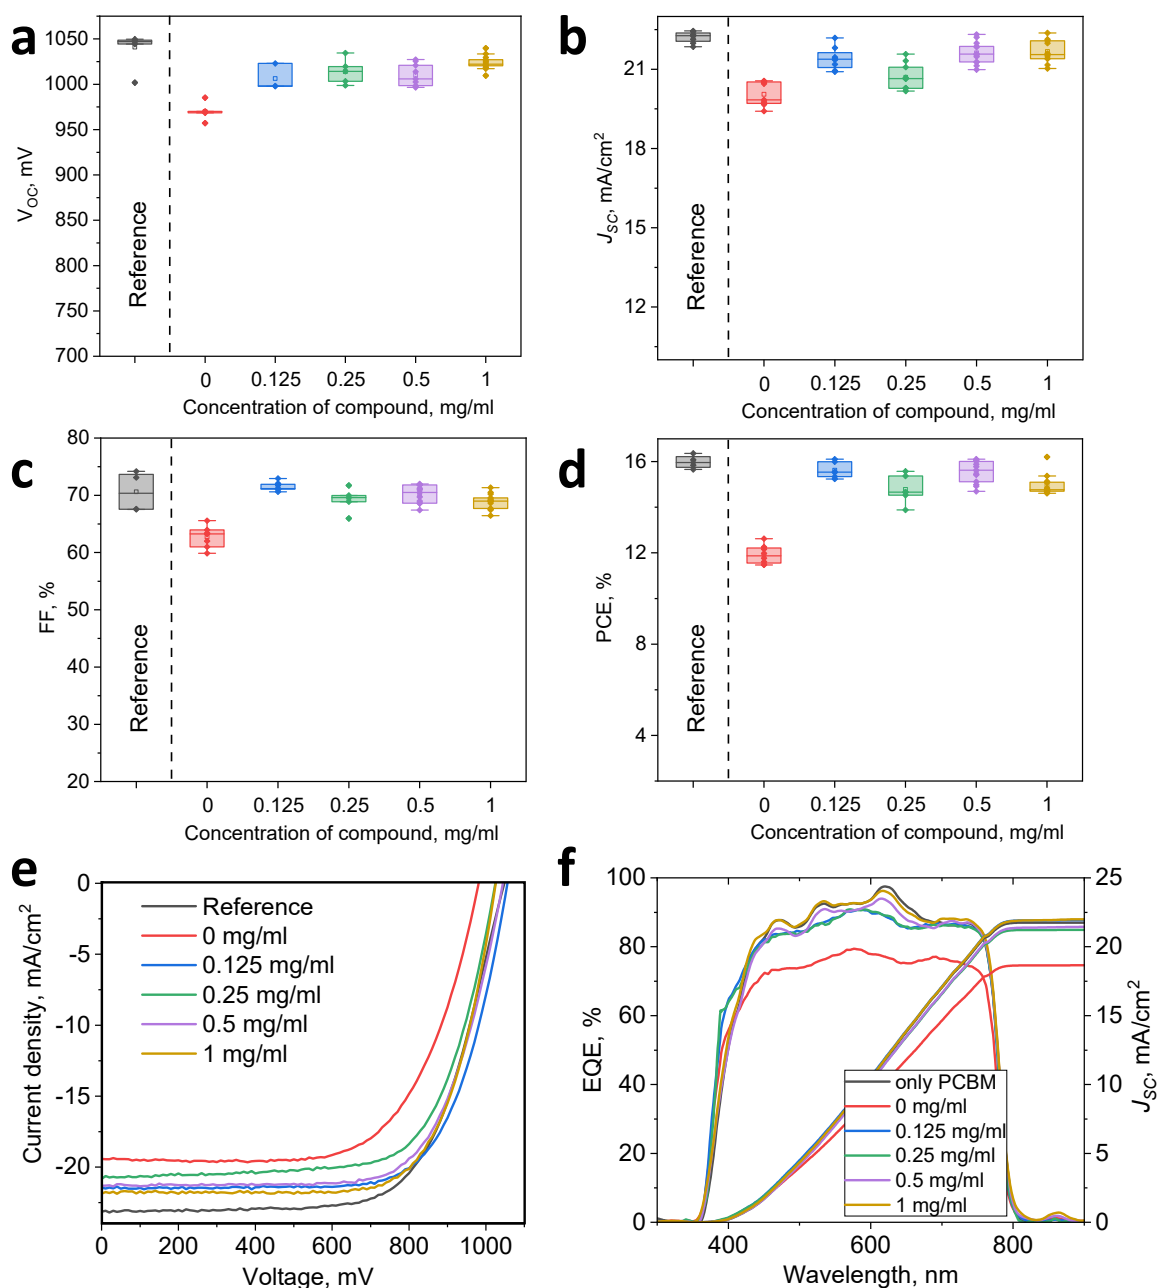 a
1050
1000
950
900
850
800
750
700
V_OC, mV
Reference
0
0.125
0.25
0.5
1
Concentration of compound, mg/ml
b
21
18
15
12
J_SC, mA/cm²
Reference
0
0.125
0.25
0.5
1
Concentration of compound, mg/ml
c
80
70
60
50
40
30
20
FF, %
Reference
0
0.125
0.25
0.5
1
Concentration of compound, mg/ml
d
16
12
8
4
PCE, %
Reference
0
0.125
0.25
0.5
1
Concentration of compound, mg/ml
e
0
-5
-10
-15
-20
Current density, mA/cm²
Reference
0 mg/ml
0.125 mg/ml
0.25 mg/ml
0.5 mg/ml
1 mg/ml
0
200
400
600
800
1000
Voltage, mV
f
100
80
60
40
20
0
EQE, %
25
20
15
10
5
0
J_SC, mA/cm²
only PCBM
0 mg/ml
0.125 mg/ml
0.25 mg/ml
0.5 mg/ml
1 mg/ml
400
600
800
Wavelength, nm